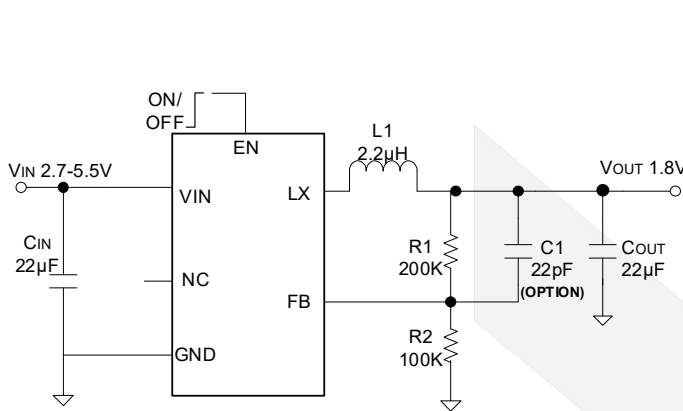 ON/
OFF
EN
L1
2.2µH
VIN 2.7-5.5V
VOUT 1.8V
VIN
LX
CIN
22µF
R1
200K
C1
22pF
(OPTION)
COUT
22µF
NC
FB
R2
100K
GND